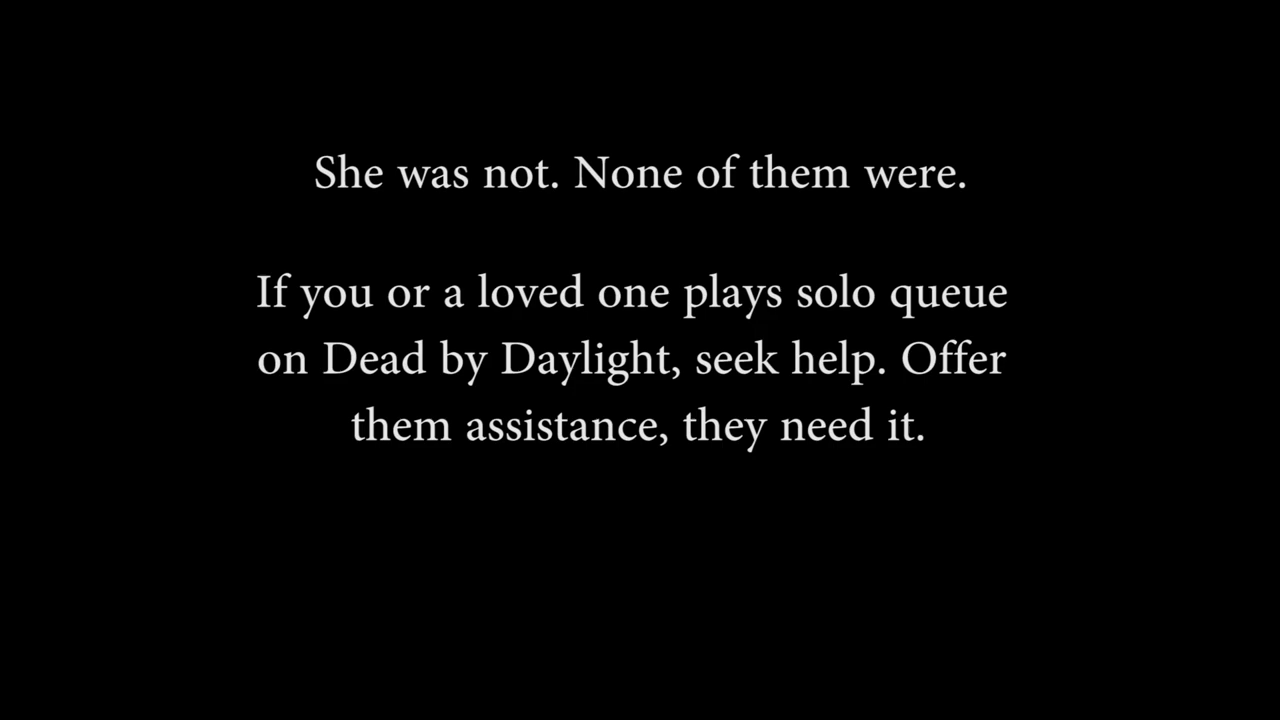 She was not. None of them were.
If you or a loved one plays solo queue
on Dead by Daylight, seek help. Offer
them assistance, they need it.